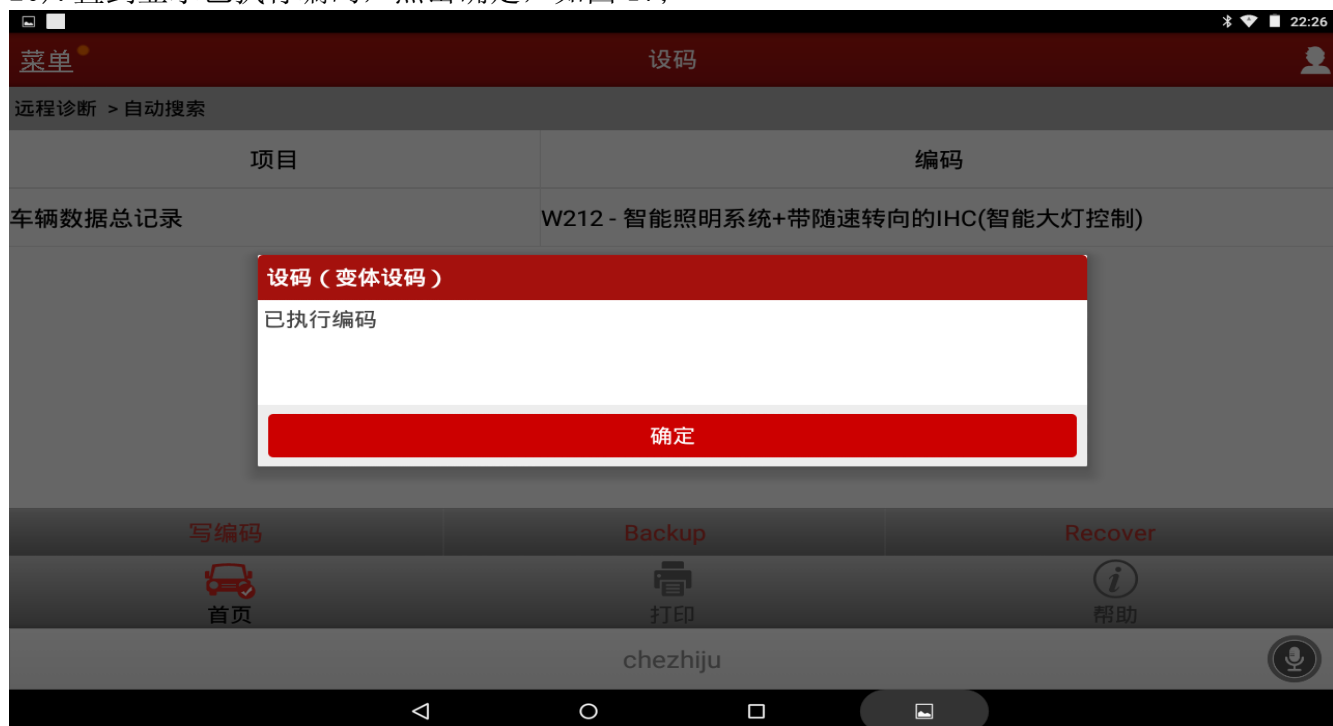 22:26
菜单
设码
远程诊断 > 自动搜索
项目
编码
车辆数据总记录
W212 - 智能照明系统+带随速转向的IHC(智能大灯控制)
设码（变体设码）
已执行编码
确定
写编码
Backup
Recover
首页
打印
帮助
chezhiju